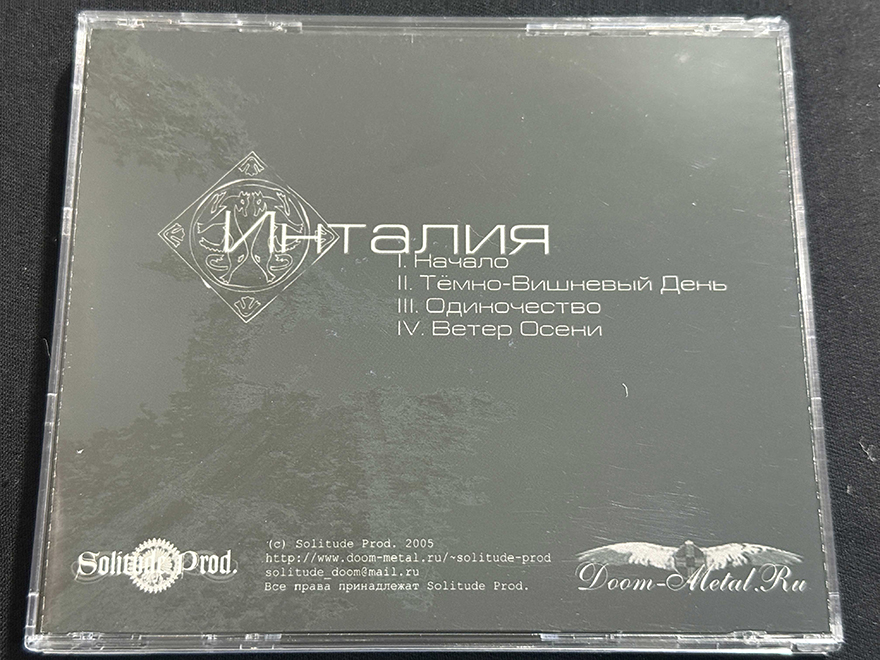 Инталия
I. Начало
II. Тёмно-Вишневый День
III. Одиночество
IV. Ветер Осени
Solitude Prod.
(c) Solitude Prod. 2005
http://www.doom-metal.ru/~solitude-prod
solitude_doom@mail.ru
Все права принадлежат Solitude Prod.
Doom-Metal.Ru